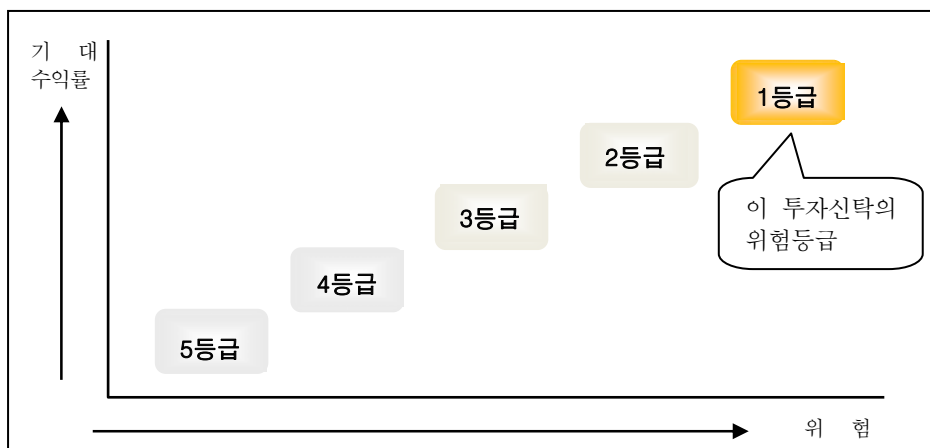 기 대
수익률
1등급
2등급
이 투자신탁의
위험등급
3등급
4등급
5등급
위 험